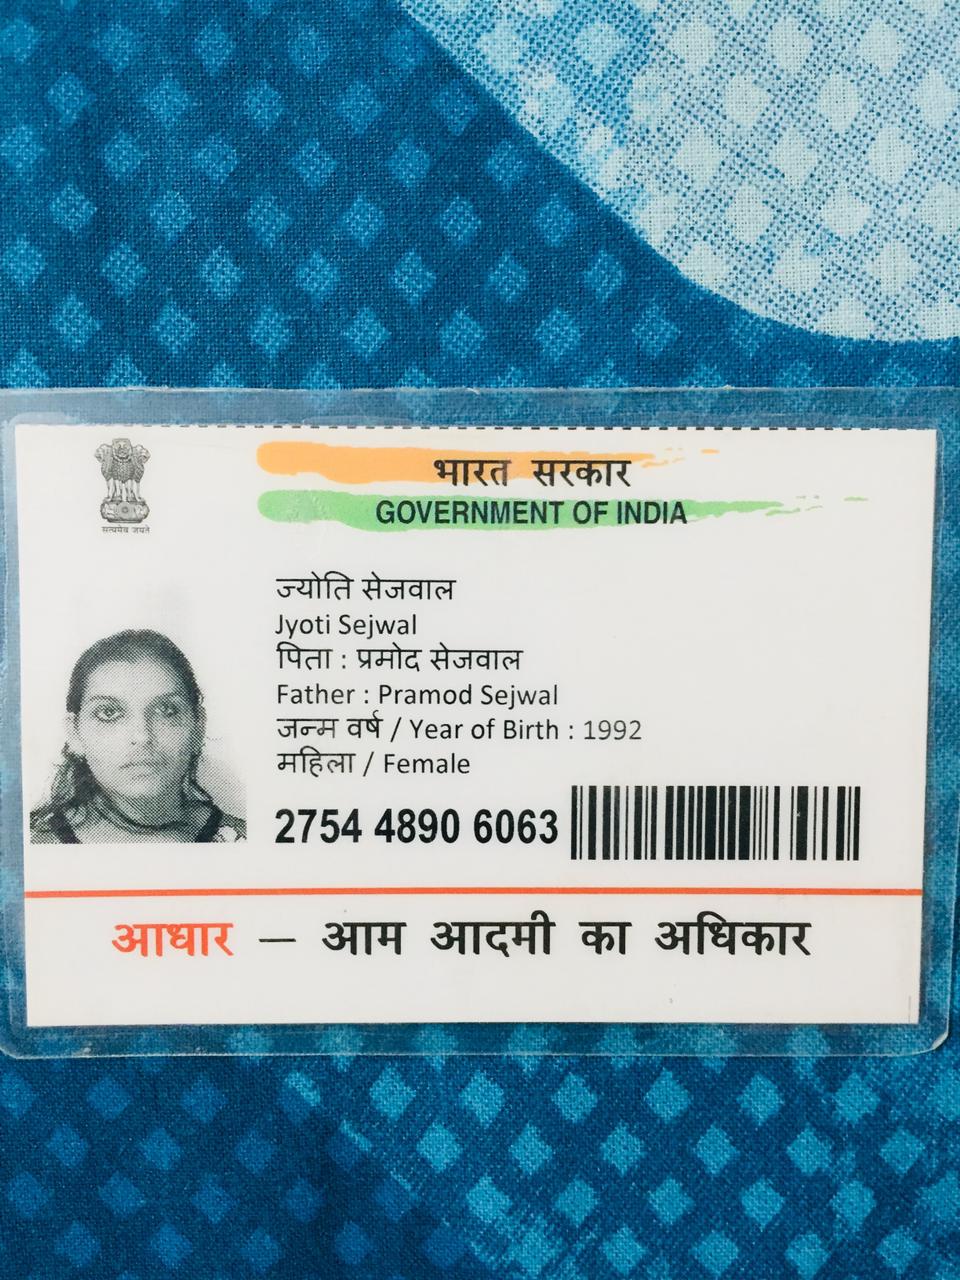 भारत सरकार
GOVERNMENT OF INDIA
सत्यमेव जयते
ज्योति सेजवाल
Jyoti Sejwal
पिता : प्रमोद सेजवाल
Father : Pramod Sejwal
जन्म वर्ष / Year of Birth : 1992
महिला / Female
2754 4890 6063
आधार — आम आदमी का अधिकार